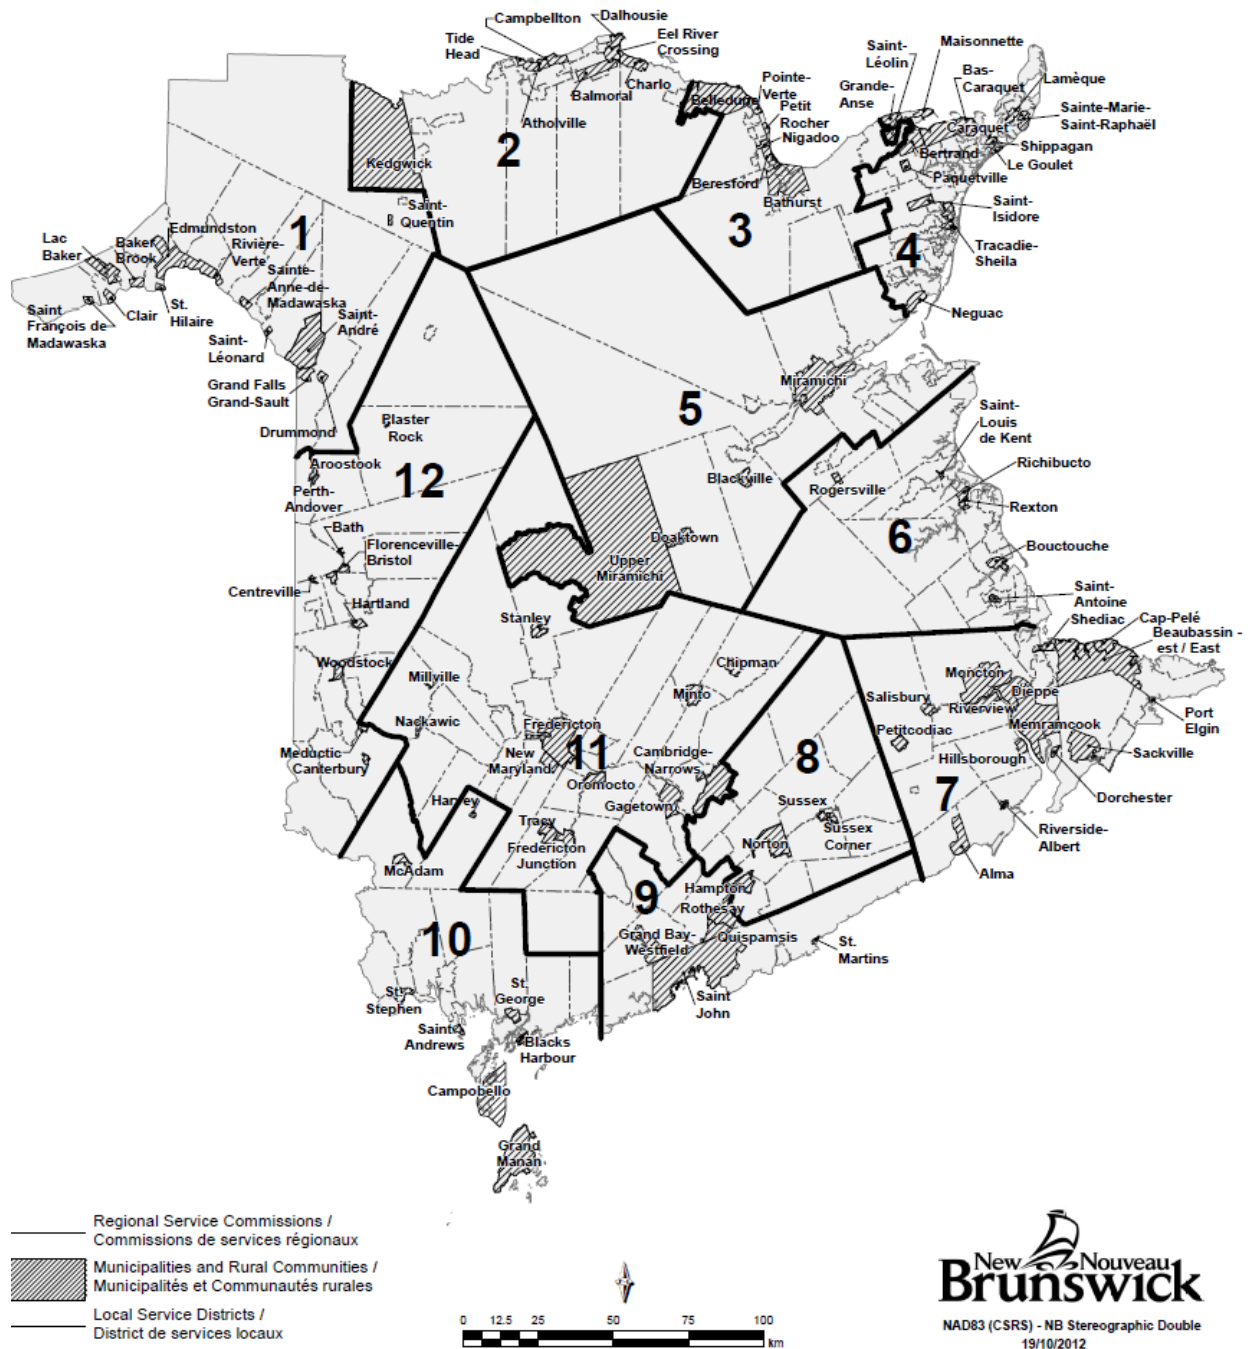 Campbellton
Dalhousie
Tide
Head
Eel River
Crossing
Saint-
Léolin
Maisonnette
Balmoral
Charlo
Atholville
Belledune
Pointe-
Verte
Petit
Rocher
Nigadoo
Grande-
Anse
Bas-
Caraquet
Lamèque
Caraquet
Sainte-Marie-
Saint-Raphaël
Shippagan
Le Goulet
Bertrand
Paquetville
Kedgwick
2
Beresford
Bathurst
Saint-
Quentin
Saint-
Isidore
Tracadie-
Sheila
3
4
Neguac
Lac
Baker
Baker
Brook
Edmundston
Rivière-
Verte
1
Sainte-
Anne-de-
Madawaska
Saint
François de
Madawaska
Clair
St.
Hilaire
Saint-
André
Saint-
Léonard
Grand Falls
Grand-Sault
Drummond
Miramichi
5
Plaster
Rock
Saint-
Louis
de Kent
Aroostook
12
Perth-
Andover
Blackville
Rogersville
Richibucto
Rexton
6
Bath
Florenceville-
Bristol
Centreville
Doaktown
Upper
Miramichi
Bouctouche
Hartland
Stanley
Saint-
Antoine
Shediac
Cap-Pelé
Beaubassin -
est / East
Woodstock
Millville
Chipman
Minto
Moncton
Dieppe
Salisbury
Riverview
Memramcook
Port
Elgin
Nackawic
Fredericton
11
Petitcodiac
Sackville
Meductic
Canterbury
New
Maryland
Cambridge-
Narrows
8
Hillsborough
Oromocto
Gagetown
7
Dorchester
Harvey
Sussex
Tracy
Fredericton
Junction
Sussex
Corner
Norton
Riverside-
Albert
McAdam
Alma
9
Hampton
Rothesay
10
Grand Bay-
Westfield
Quispamsis
St.
Martins
St.
Stephen
St.
George
Saint
John
Saint
Andrews
Blacks
Harbour
Campobello
Grand
Manan
Regional Service Commissions /
Commissions de services régionaux
Municipalities and Rural Communities /
Municipalités et Communautés rurales
Local Service Districts /
District de services locaux
0 12.5 25 50 75 100
km
New Nouveau
Brunswick
NAD83 (CSRS) - NB Stereographic Double
19/10/2012